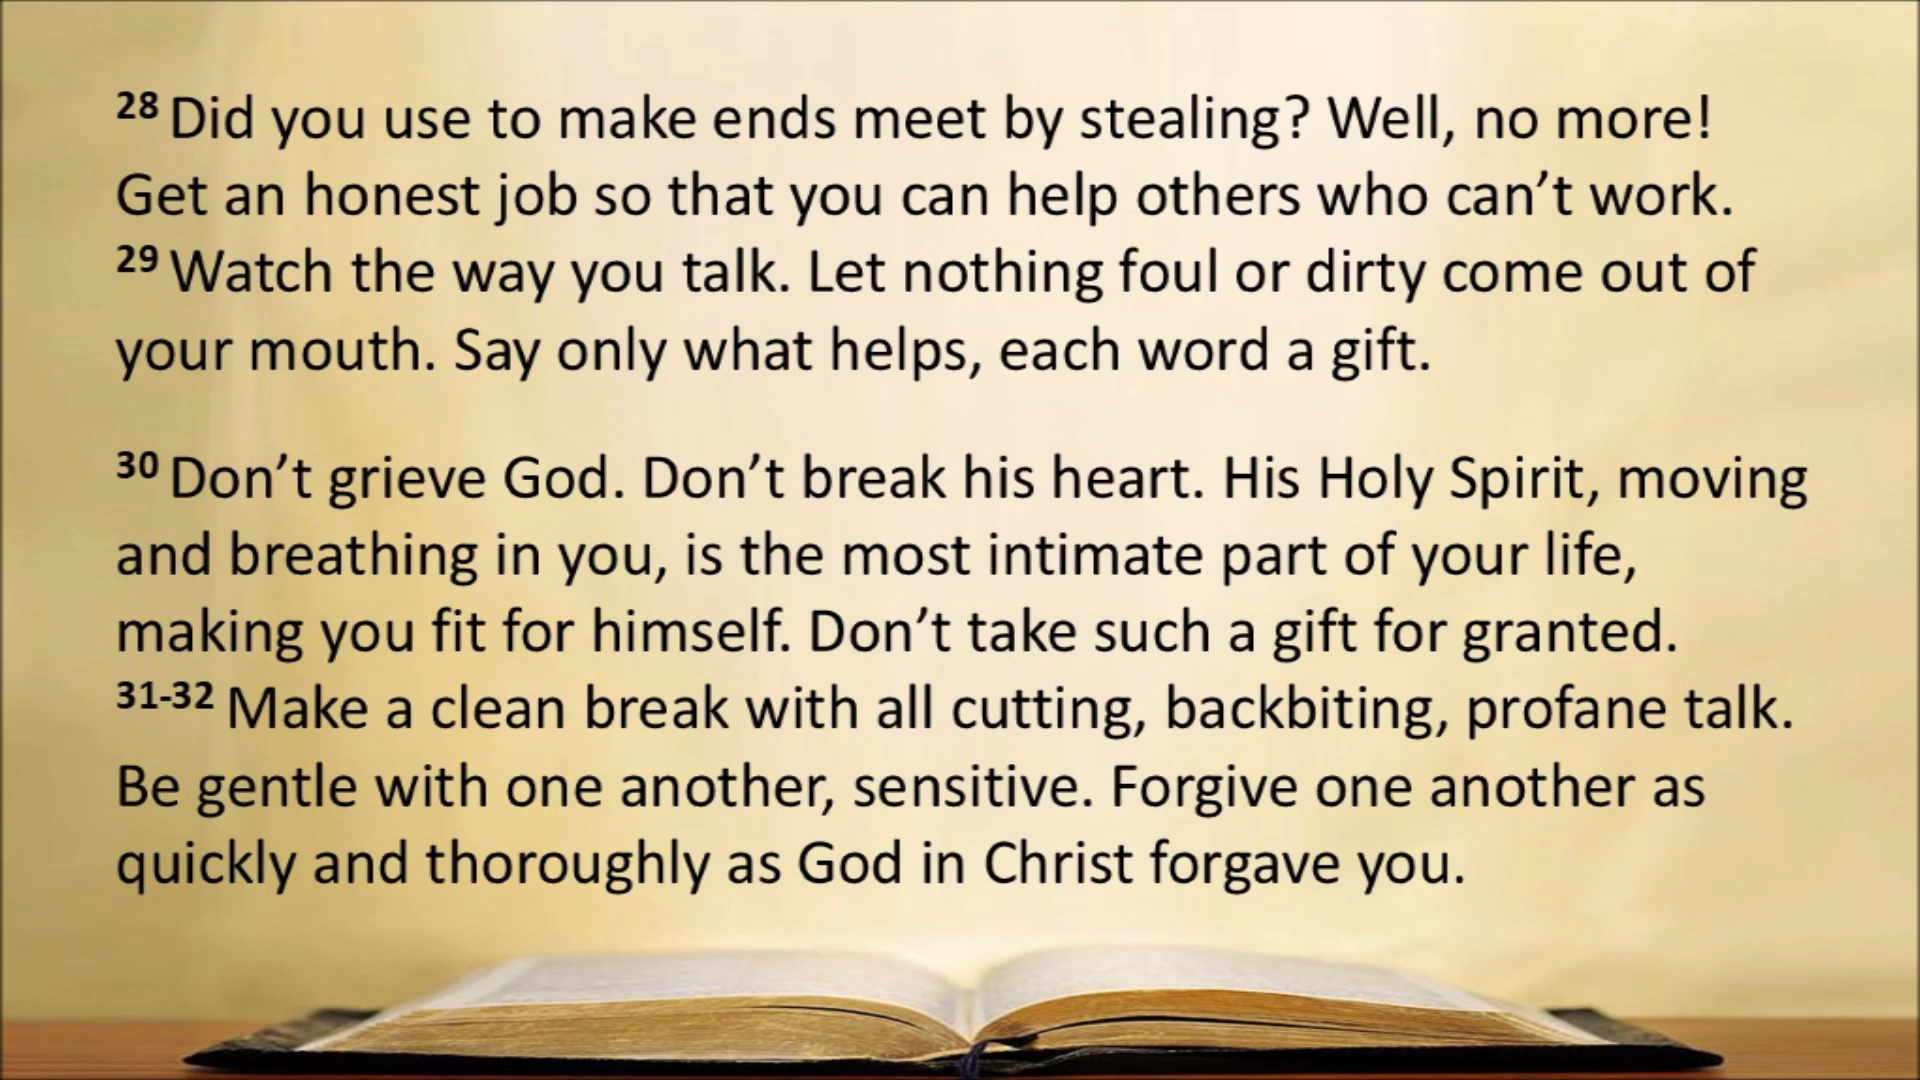 28 Did you use to make ends meet by stealing? Well, no more!
Get an honest job so that you can help others who can’t work.
29 Watch the way you talk. Let nothing foul or dirty come out of
your mouth. Say only what helps, each word a gift.
30 Don’t grieve God. Don’t break his heart. His Holy Spirit, moving
and breathing in you, is the most intimate part of your life,
making you fit for himself. Don’t take such a gift for granted.
31-32 Make a clean break with all cutting, backbiting, profane talk.
Be gentle with one another, sensitive. Forgive one another as
quickly and thoroughly as God in Christ forgave you.